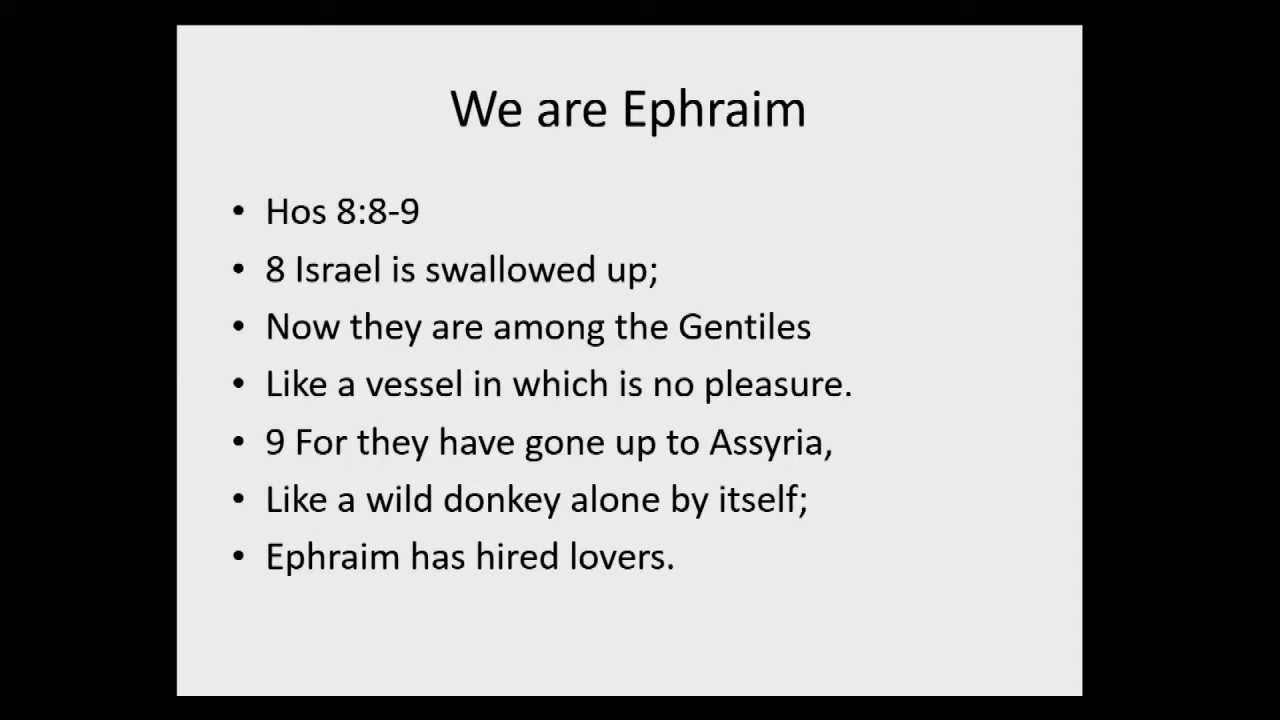 We are Ephraim
• Hos 8:8-9
• 8 Israel is swallowed up;
• Now they are among the Gentiles
• Like a vessel in which is no pleasure.
• 9 For they have gone up to Assyria,
• Like a wild donkey alone by itself;
• Ephraim has hired lovers.